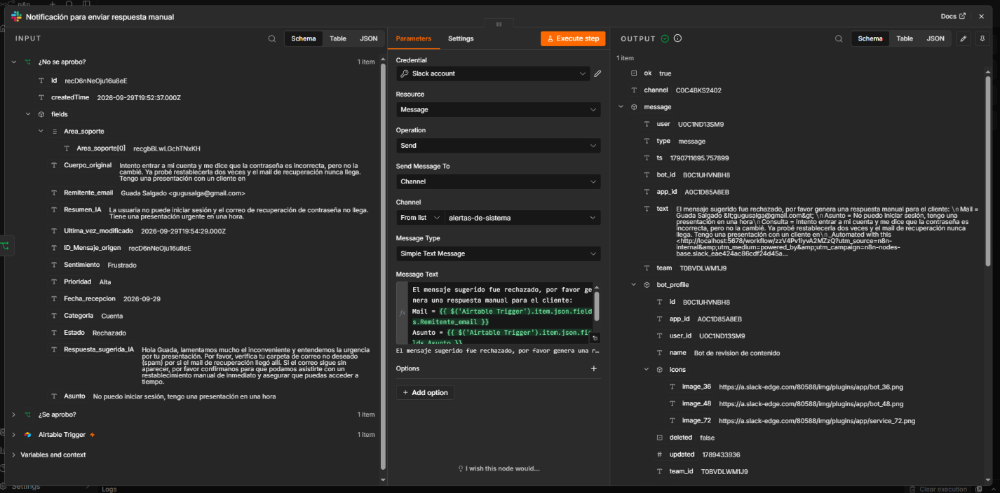 n8n
Notificación para enviar respuesta manual
Docs
INPUT
Schema
Table
JSON
¿No se aprobo?
1 item
id recD6nNeOju16u8eE
createdTime 2026-09-29T19:52:37.000Z
fields
Area_soporte
Area_soporte[0] recgbBLwLGchTNxKH
Cuerpo_original Intento entrar a mi cuenta y me dice que la contraseña es incorrecta, pero no la
cambié. Ya probé restablecerla dos veces y el mail de recuperación nunca llega.
Tengo una presentación con un cliente en
Remitente_email Guada Salgado <gugusalga@gmail.com>
Resumen_IA La usuaria no puede iniciar sesión y el correo de recuperación de contraseña no llega.
Tiene una presentación urgente en una hora.
Ultima_vez_modificado 2026-09-29T19:54:29.000Z
ID_Mensaje_origen recD6nNeOju16u8eE
Sentimiento Frustrado
Prioridad Alta
Fecha_recepcion 2026-09-29
Categoria Cuenta
Estado Rechazado
Respuesta_sugerida_IA Hola Guada, lamentamos mucho el inconveniente y entendemos la urgencia
por tu presentación. Por favor, verifica tu carpeta de correo no deseado
(spam) por si el mail de recuperación llegó allí. Si el correo sigue sin
aparecer, por favor confirmanos para que podamos asistirte con un
restablecimiento manual de inmediato y asegurar que puedas acceder a
tiempo.
Asunto No puedo iniciar sesión, tengo una presentación en una hora
¿Se aprobo?
1 item
Airtable Trigger
1 item
Variables and context
Parameters
Settings
Execute step
Credential
Slack account
Resource
Message
Operation
Send
Send Message To
Channel
Channel
From list
alertas-de-sistema
Message Type
Simple Text Message
Message Text
fx
El mensaje sugerido fue rechazado, por favor ge
nera una respuesta manual para el cliente:
Mail = {{ $('Airtable Trigger').item.json.field
s.Remitente_email }}
Asunto = {{ $('Airtable Trigger').item.json.fie
lds.Asunto }}
El mensaje sugerido fue rechazado, por favor genera una r…
Options
Add option
I wish this node would...
OUTPUT
Schema
Table
JSON
1 item
ok true
channel C0C4BKS2402
message
user U0C1ND13SM9
type message
ts 1790711695.757899
bot_id B0C1UHVNBH8
app_id A0C1D85A8EB
text El mensaje sugerido fue rechazado, por favor genera una respuesta manual para el cliente: \n Mail =
Guada Salgado &lt;gugusalga@gmail.com&gt; \n Asunto = No puedo iniciar sesión, tengo una
presentación en una hora\n Consulta = Intento entrar a mi cuenta y me dice que la contraseña es
incorrecta, pero no la cambié. Ya probé restablecerla dos veces y el mail de recuperación nunca
llega. Tengo una presentación con un cliente en\n _Automated with this
<http://localhost:5678/workflow/zzV4Pv1iyvA2MZzQ?utm_source=n8n-
internal&amp;utm_medium=powered_by&amp;utm_campaign=n8n-nodes-
base.slack_eae424ac86cdf24d45a...
team T0BVDLWM1J9
bot_profile
id B0C1UHVNBH8
app_id A0C1D85A8EB
user_id U0C1ND13SM9
name Bot de revision de contenido
icons
image_36 https://a.slack-edge.com/80588/img/plugins/app/bot_36.png
image_48 https://a.slack-edge.com/80588/img/plugins/app/bot_48.png
image_72 https://a.slack-edge.com/80588/img/plugins/app/service_72.png
deleted false
updated 1789433936
team_id T0BVDLWM1J9
Settings
Logs
Clear execution